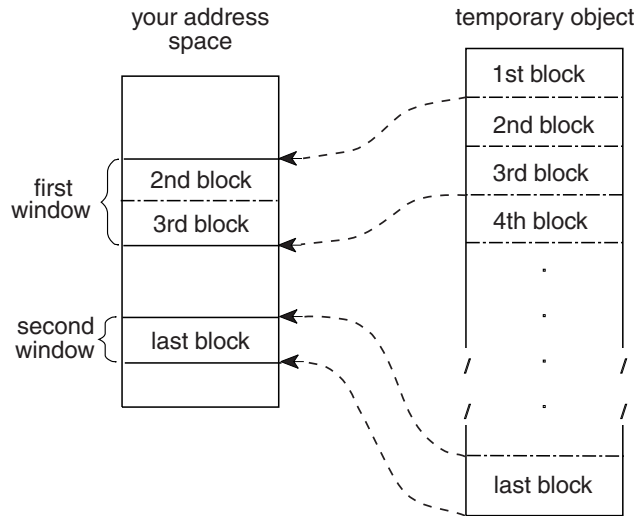 your address
space
temporary object
1st block
2nd block
3rd block
4th block
last block
first
window
2nd block
3rd block
second
window
last block